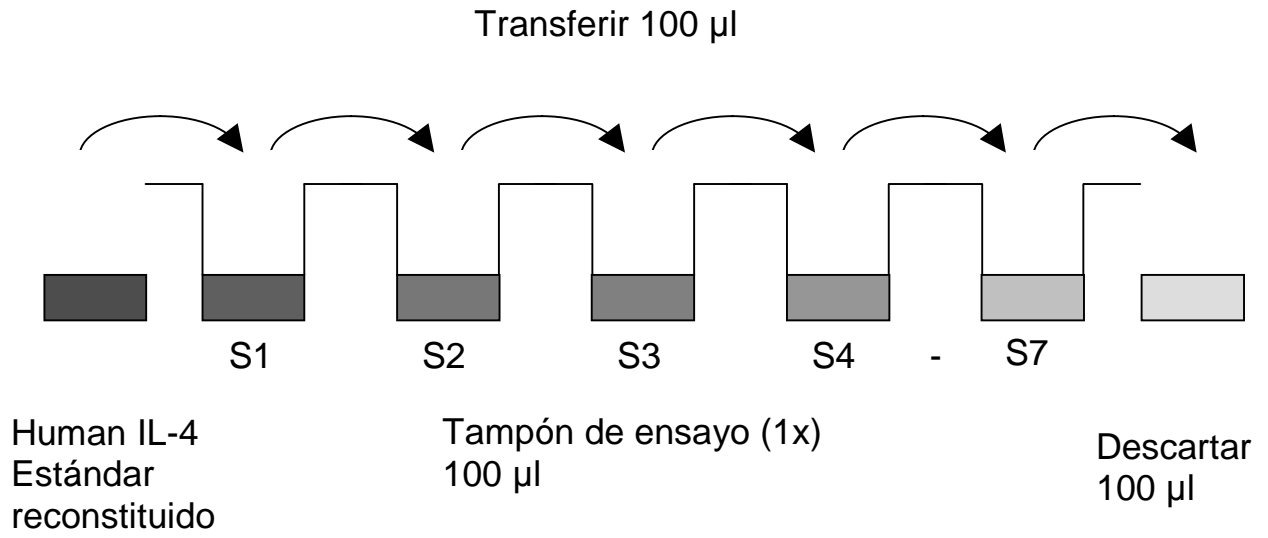 Transferir 100 µl
S1 S2 S3 S4 - S7
Human IL-4
Estándar
reconstituido
Tampón de ensayo (1x)
100 µl
Descartar
100 µl